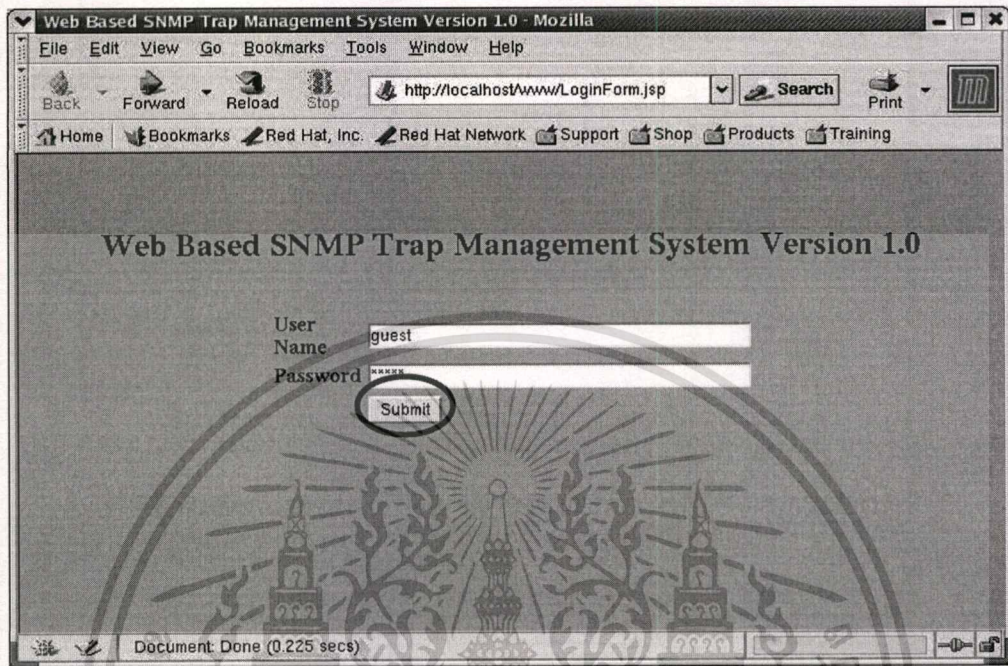 Web Based SNMP Trap Management System Version 1.0 - Mozilla
File Edit View Go Bookmarks Tools Window Help
Back Forward Reload Stop http://localhost/www/LoginForm.jsp Search Print
Home Bookmarks Red Hat, Inc. Red Hat Network Support Shop Products Training
Web Based SNMP Trap Management System Version 1.0
User Name guest
Password *****
Submit
Document: Done (0.225 secs)